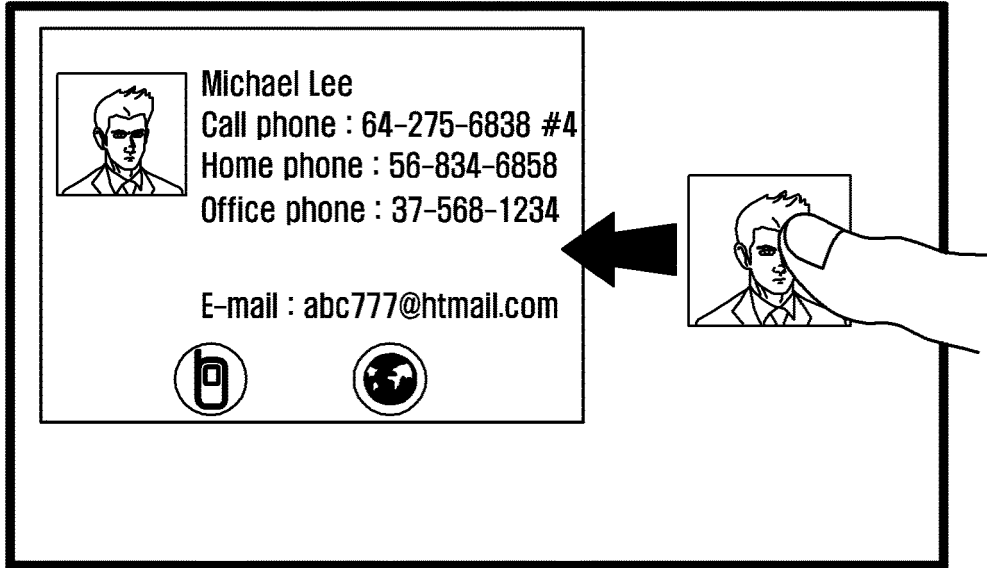 Michael Lee
Call phone : 64-275-6838 #4
Home phone : 56-834-6858
Office phone : 37-568-1234
E-mail : abc777@htmail.com